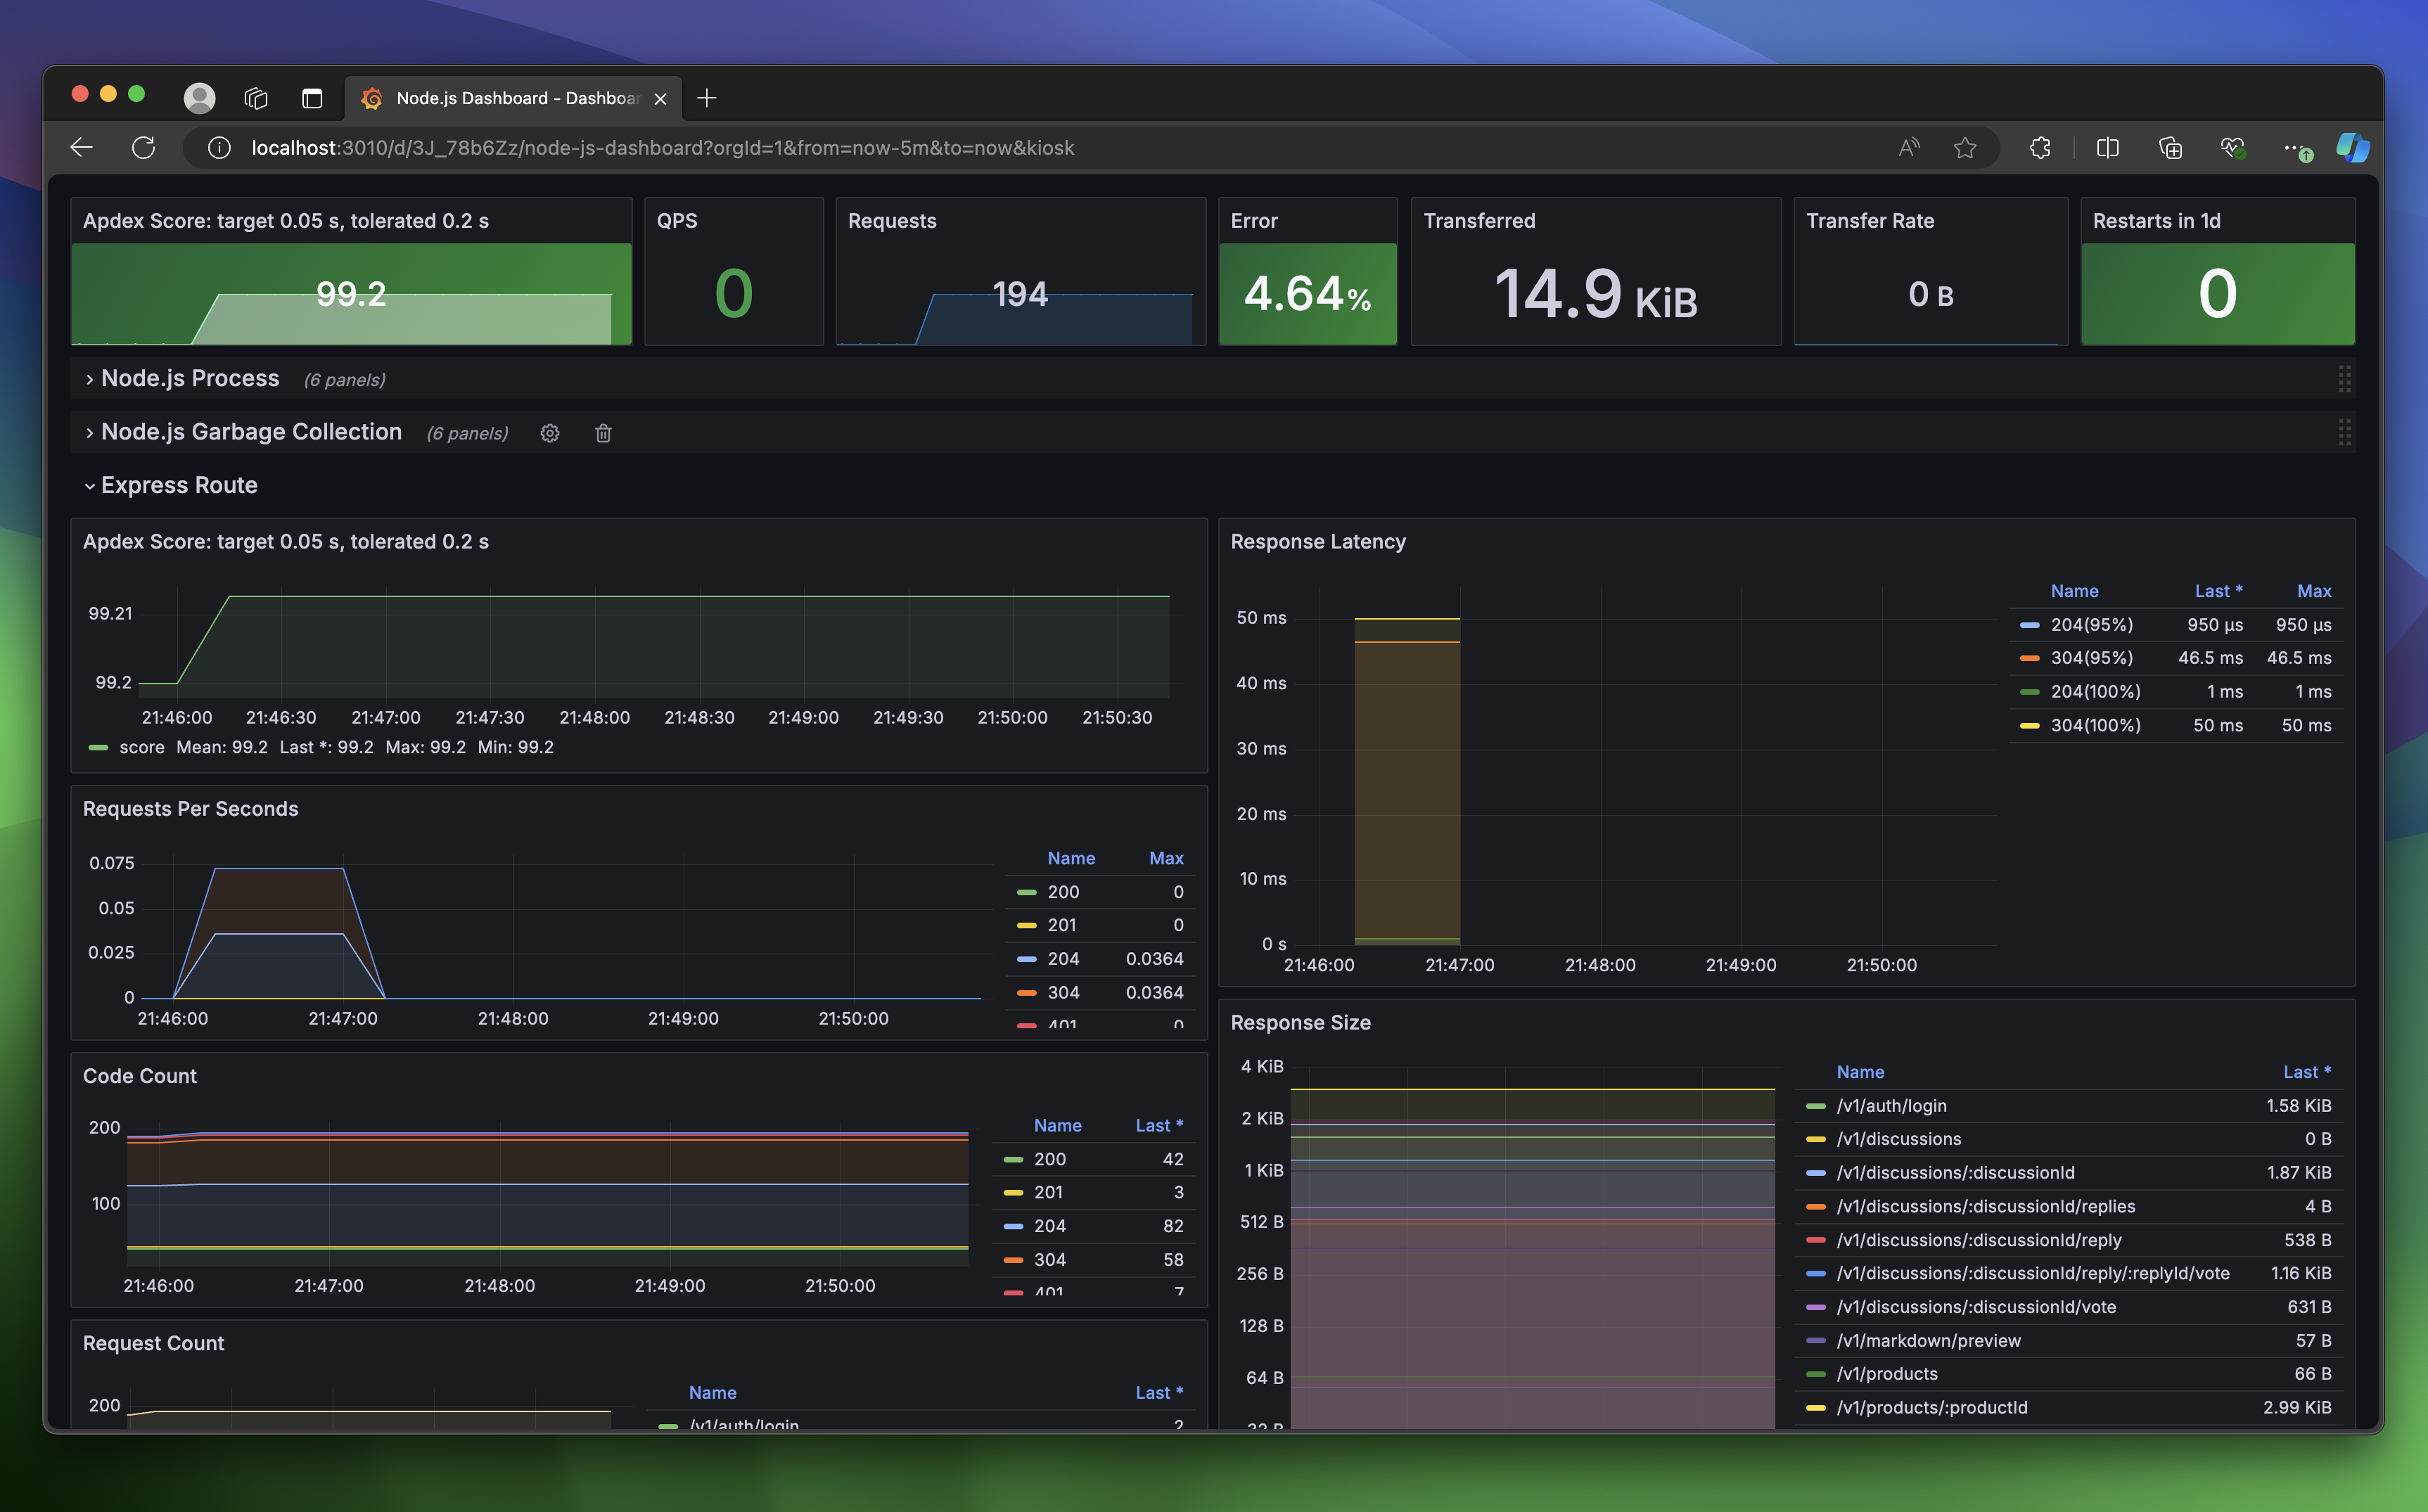 Node.js Dashboard - Dashboar
localhost:3010/d/3J_78b6Zz/node-js-dashboard?orgId=1&from=now-5m&to=now&kiosk
Apdex Score: target 0.05 s, tolerated 0.2 s
99.2
QPS
0
Requests
194
Error
4.64%
Transferred
14.9 KiB
Transfer Rate
0 B
Restarts in 1d
0
Node.js Process (6 panels)
Node.js Garbage Collection (6 panels)
Express Route
Apdex Score: target 0.05 s, tolerated 0.2 s
99.21
99.2
21:46:00 21:46:30 21:47:00 21:47:30 21:48:00 21:48:30 21:49:00 21:49:30 21:50:00 21:50:30
score Mean: 99.2 Last *: 99.2 Max: 99.2 Min: 99.2
Requests Per Seconds
0.075
0.05
0.025
0
21:46:00 21:47:00 21:48:00 21:49:00 21:50:00
Name Max
200 0
201 0
204 0.0364
304 0.0364
401 0
Code Count
200
100
21:46:00 21:47:00 21:48:00 21:49:00 21:50:00
Name Last *
200 42
201 3
204 82
304 58
401 7
Request Count
200
Name Last *
/v1/auth/login 2
Response Latency
50 ms
40 ms
30 ms
20 ms
10 ms
0 s
21:46:00 21:47:00 21:48:00 21:49:00 21:50:00
Name Last * Max
204(95%) 950 µs 950 µs
304(95%) 46.5 ms 46.5 ms
204(100%) 1 ms 1 ms
304(100%) 50 ms 50 ms
Response Size
4 KiB
2 KiB
1 KiB
512 B
256 B
128 B
64 B
32 B
Name Last *
/v1/auth/login 1.58 KiB
/v1/discussions 0 B
/v1/discussions/:discussionId 1.87 KiB
/v1/discussions/:discussionId/replies 4 B
/v1/discussions/:discussionId/reply 538 B
/v1/discussions/:discussionId/reply/:replyId/vote 1.16 KiB
/v1/discussions/:discussionId/vote 631 B
/v1/markdown/preview 57 B
/v1/products 66 B
/v1/products/:productId 2.99 KiB